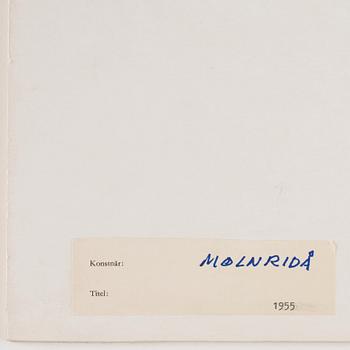 Konstnär: MOLNRIDÅ
Titel:
1955